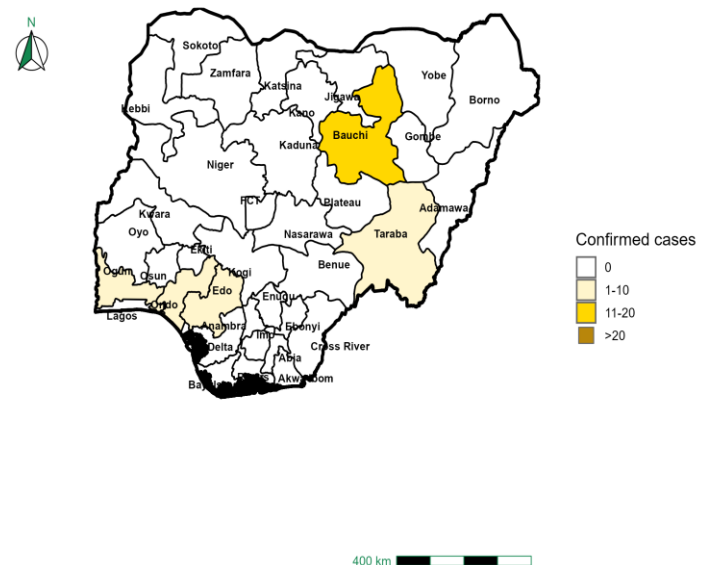 N
Sokoto
Yobe
Zamfara
Katsina
Jigawa
Borno
Kebbi
Kano
Bauchi
Gombe
Kaduna
Niger
FCT
Plateau
Adamawa
Kwara
Oyo
Nasarawa
Taraba
Confirmed cases
Ekiti
Benue
0
Ogun
Osun
Kogi
1-10
Edo
Enugu
Ondo
11-20
Lagos
Anambra
Ebonyi
>20
Imo
Delta
Cross River
Abia
400 km